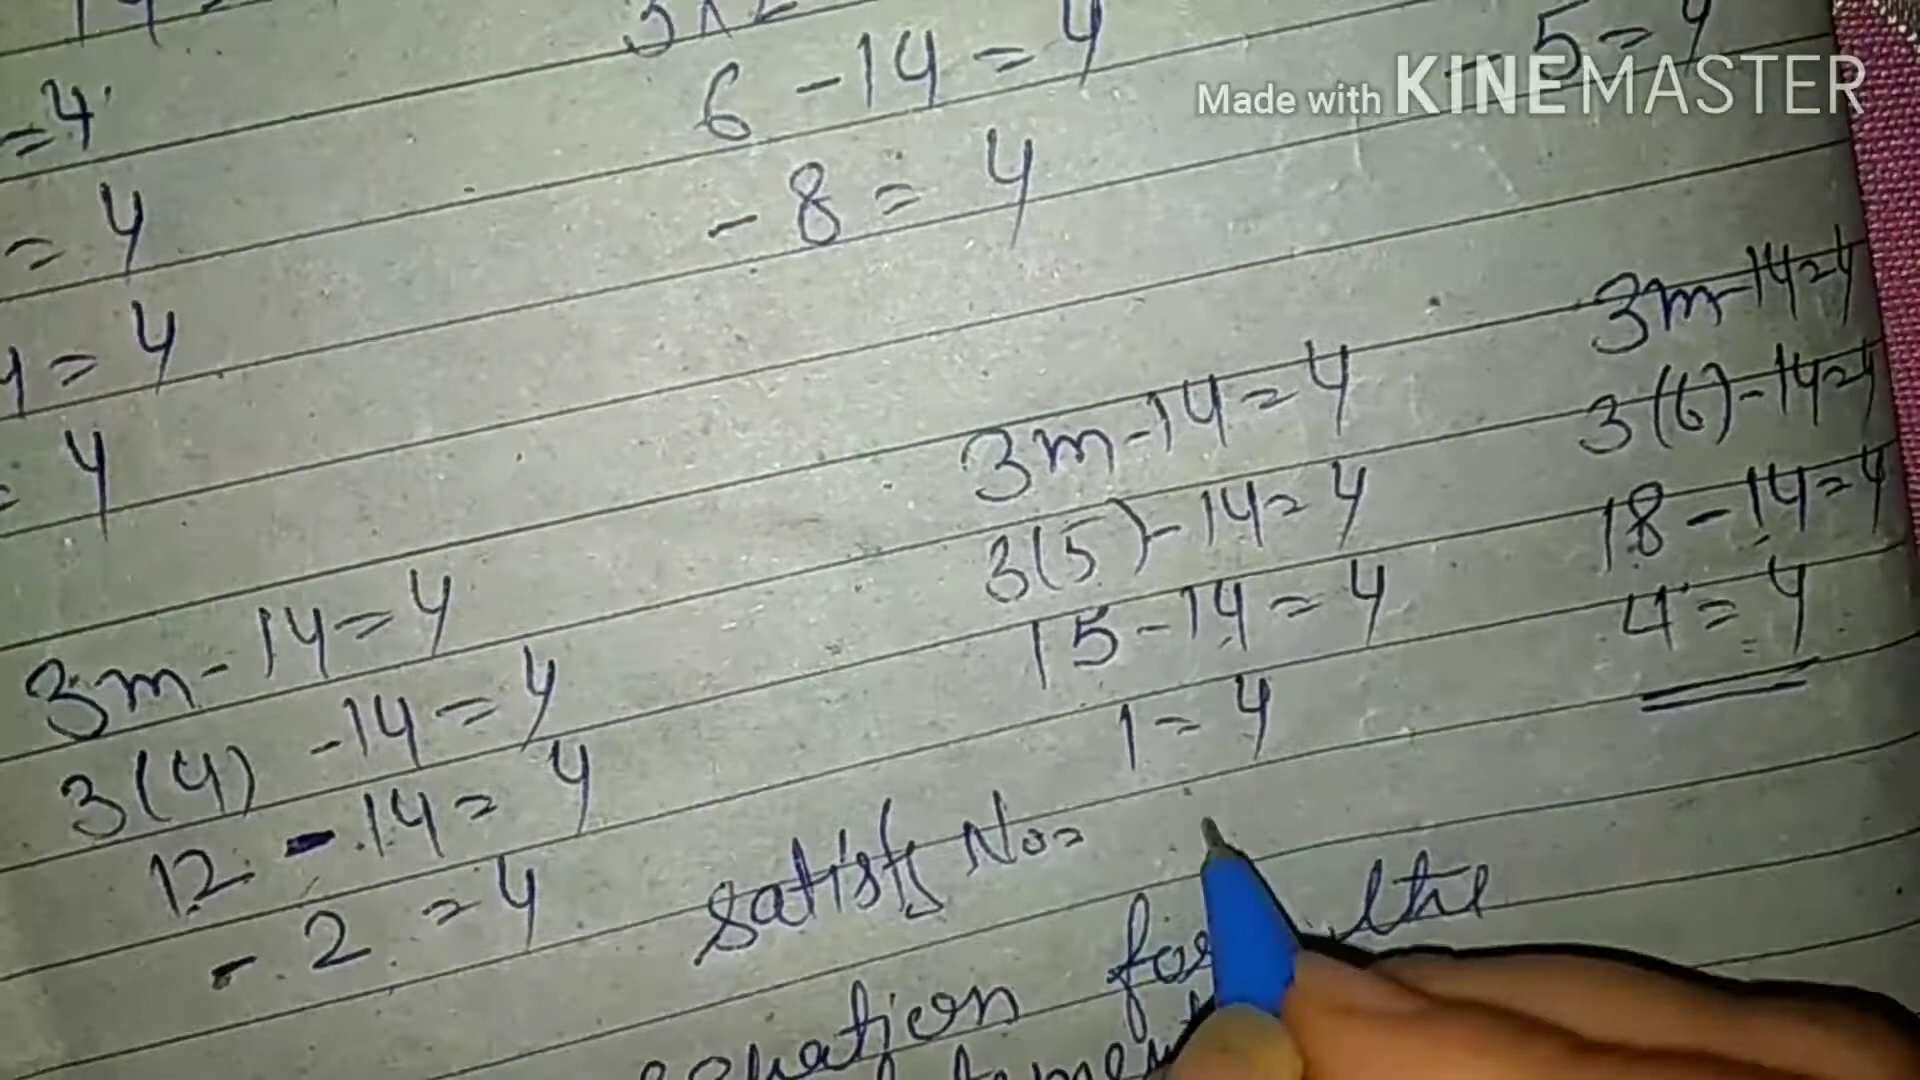 6 - 14 = 4
- 5 = 4
Made with KINEMASTER
= 4
- 8 = 4
= 4
= 4
= 4
3m - 14 = 4
3(4) - 14 = 4
12 - 14 = 4
- 2 = 4
3m - 14 = 4
3(5) - 14 = 4
15 - 14 = 4
1 = 4
3m - 14 = 4
3(6) - 14 = 4
18 - 14 = 4
4 = 4
satisfy No =
equation for the